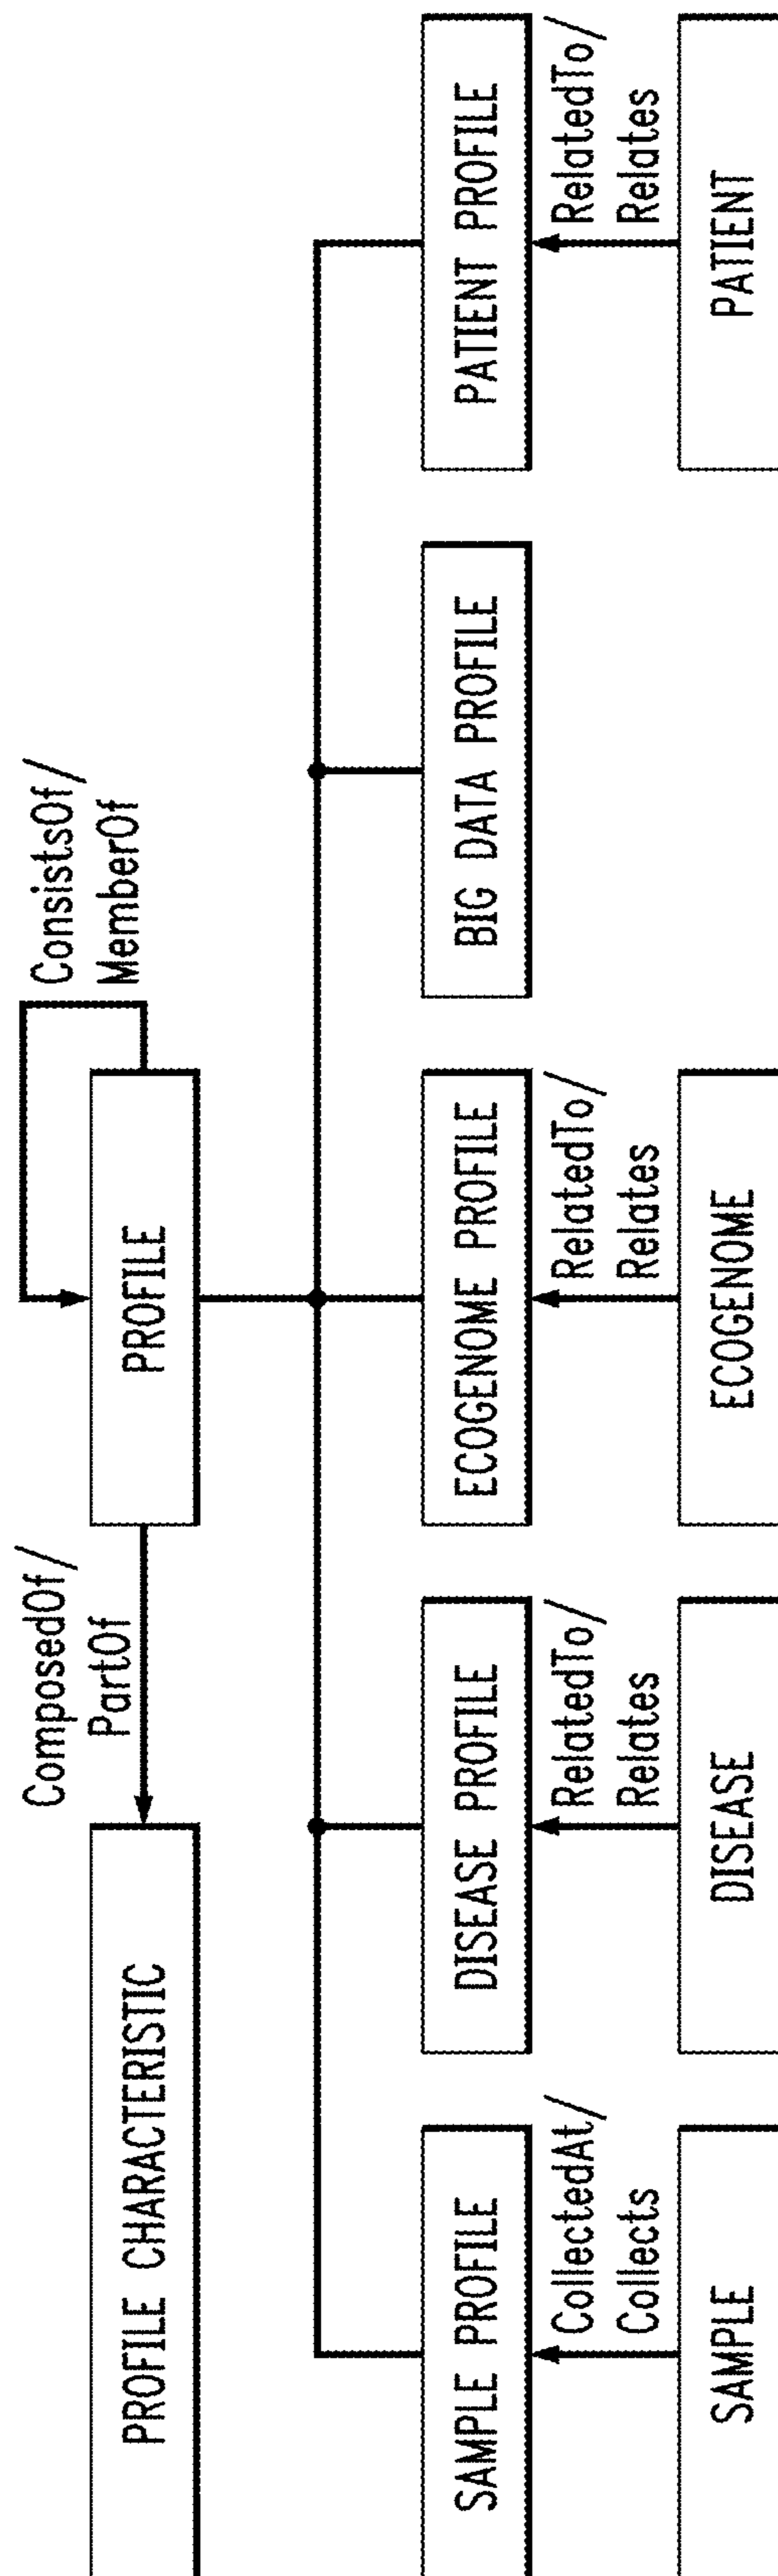 ConsistsOf/
MemberOf
ComposedOf/
PartOf
PROFILE CHARACTERISTIC
PROFILE
SAMPLE PROFILE
DISEASE PROFILE
ECOGENOME PROFILE
BIG DATA PROFILE
PATIENT PROFILE
CollectedAt/
Collects
RelatedTo/
Relates
RelatedTo/
Relates
RelatedTo/
Relates
SAMPLE
DISEASE
ECOGENOME
PATIENT